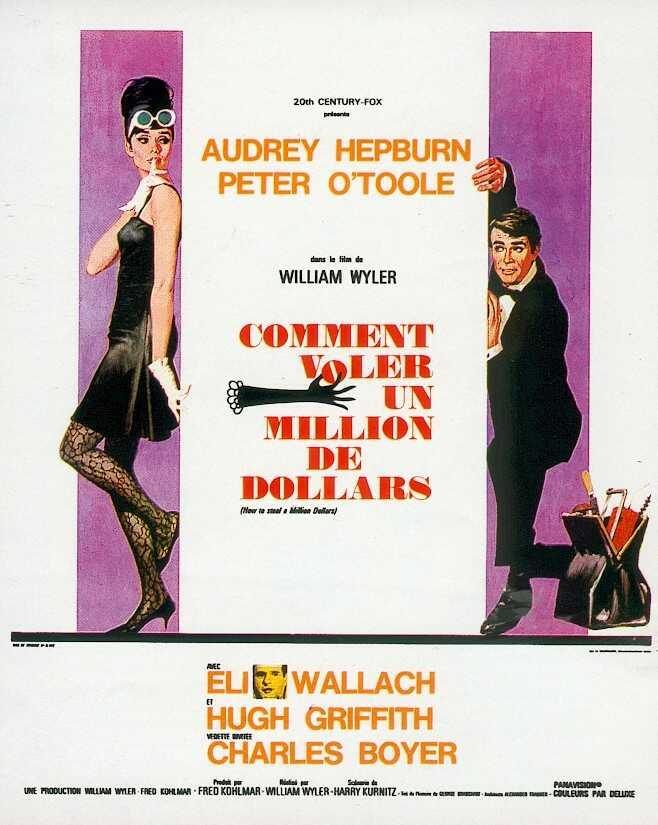 20th CENTURY-FOX
présente
AUDREY HEPBURN
PETER O'TOOLE
dans le film de
WILLIAM WYLER
COMMENT
VOLER
UN
MILLION
DE
DOLLARS
(How to steal a Million Dollars)
AVEC
ELI WALLACH
ET
HUGH GRIFFITH
VEDETTE INVITÉE
CHARLES BOYER
UNE PRODUCTION WILLIAM WYLER - FRED KOHLMAR - Produit par FRED KOHLMAR - Réalisé par WILLIAM WYLER - Scénario de HARRY KURNITZ - PANAVISION® COULEURS PAR DELUXE